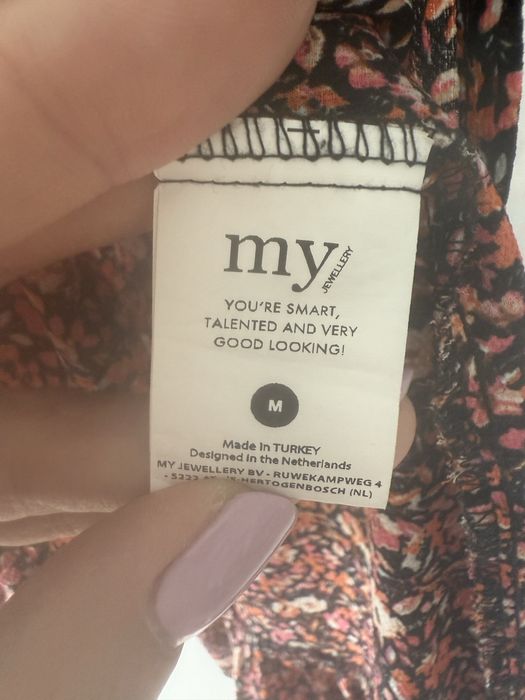 my
JEWELLERY
YOU'RE SMART,
TALENTED AND VERY
GOOD LOOKING!
M
Made in TURKEY
Designed in the Netherlands
MY JEWELLERY BV - RUWEKAMPWEG 4
- 5222 HERTOGENBOSCH (NL)